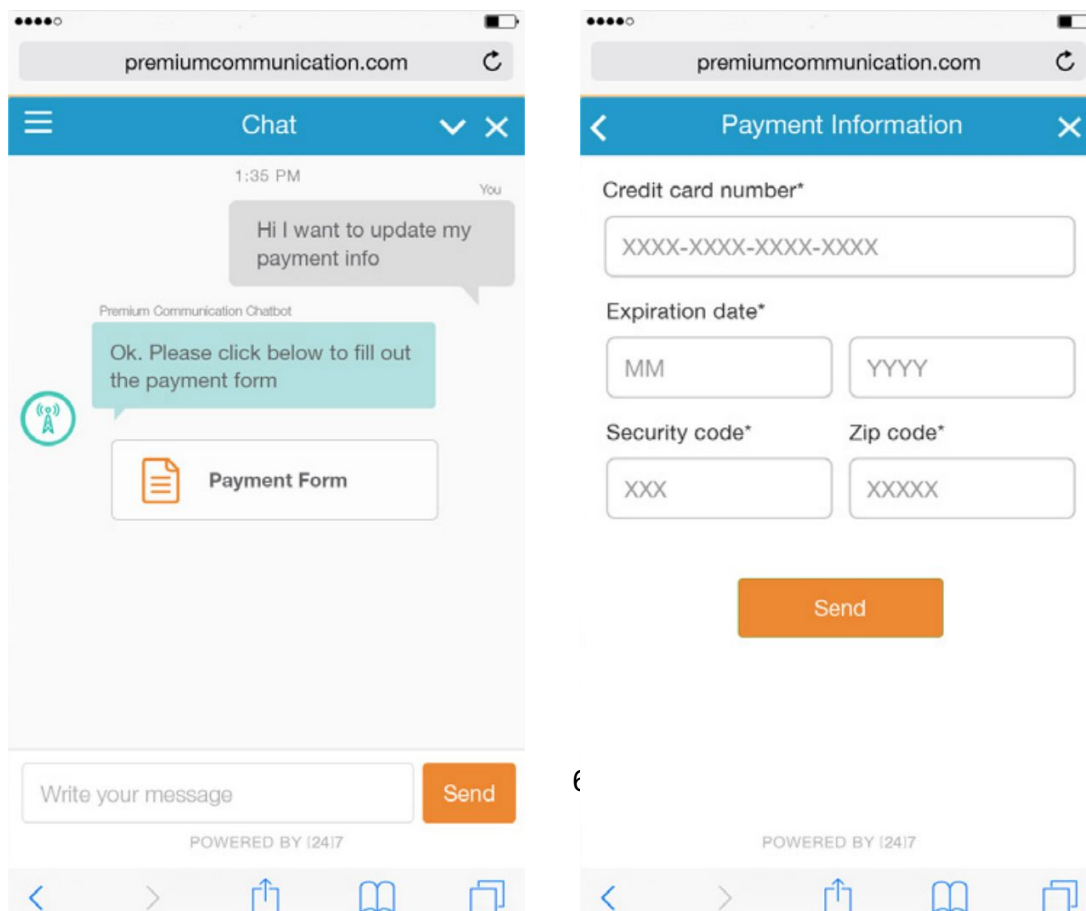 premiumcommunication.com
Chat
1:35 PM
You
Hi I want to update my
payment info
Premium Communication Chatbot
Ok. Please click below to fill out
the payment form
Payment Form
Write your message
Send
POWERED BY [24]7
premiumcommunication.com
Payment Information
Credit card number*
XXXX-XXXX-XXXX-XXXX
Expiration date*
MM YYYY
Security code* Zip code*
XXX XXXXX
Send
POWERED BY [24]7